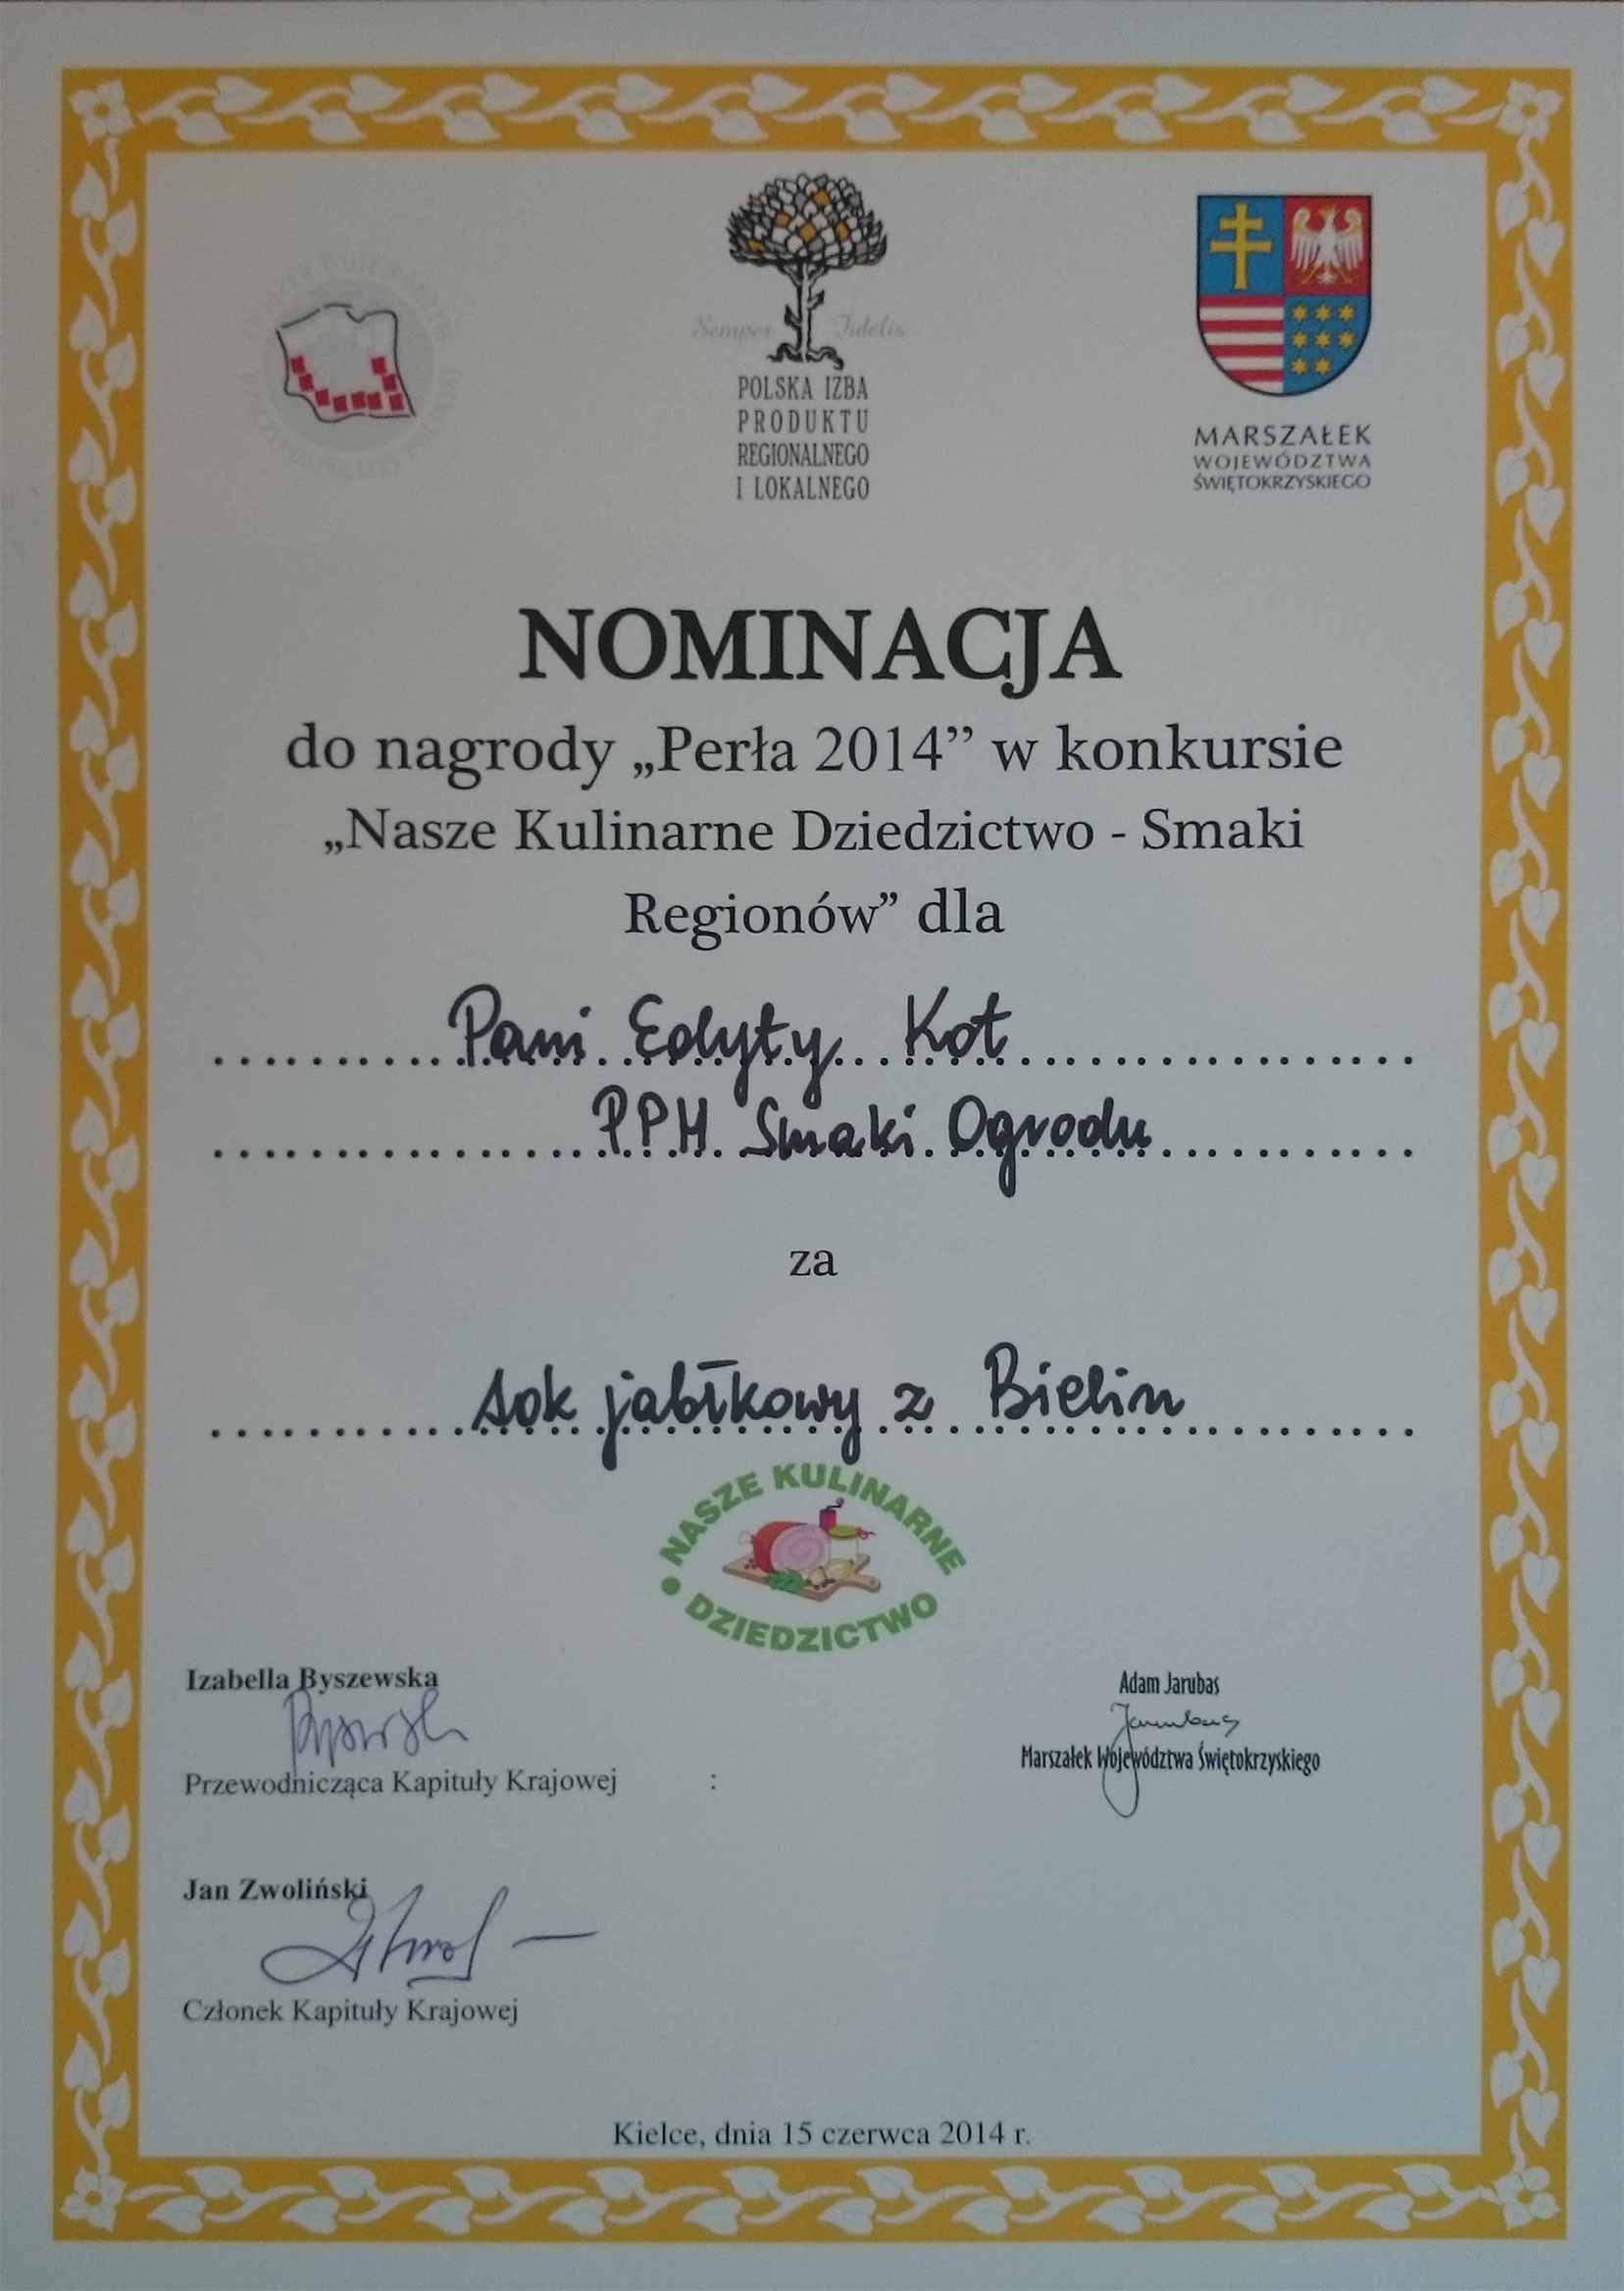 Semper Fidelis
POLSKA IZBA
PRODUKTU
REGIONALNEGO
I LOKALNEGO
MARSZAŁEK
WOJEWÓDZTWA
ŚWIĘTOKRZYSKIEGO
NOMINACJA
do nagrody „Perła 2014” w konkursie
„Nasze Kulinarne Dziedzictwo - Smaki
Regionów” dla
Pani Edyty Kot
PPH Smaki Ogrodu
za
sok jabłkowy z Bielin
NASZE KULINARNE
DZIEDZICTWO
Izabella Byszewska
Przewodnicząca Kapituły Krajowej :
Adam Jarubas
Marszałek Województwa Świętokrzyskiego
Jan Zwoliński
Członek Kapituły Krajowej
Kielce, dnia 15 czerwca 2014 r.